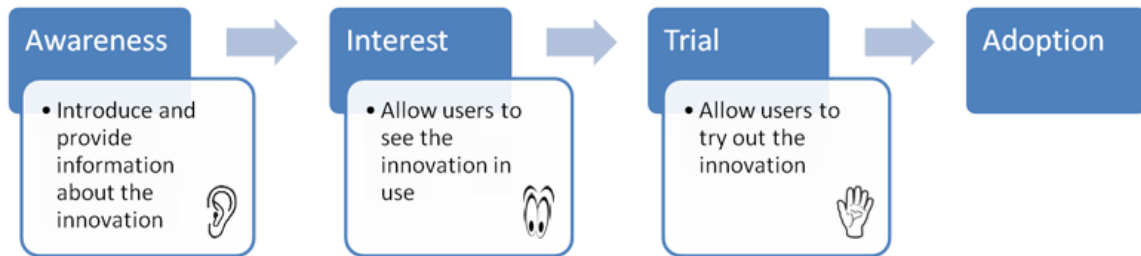 Awareness
• Introduce and
provide
information
about the
innovation
Interest
• Allow users to
see the
innovation in
use
Trial
• Allow users to
try out the
innovation
Adoption